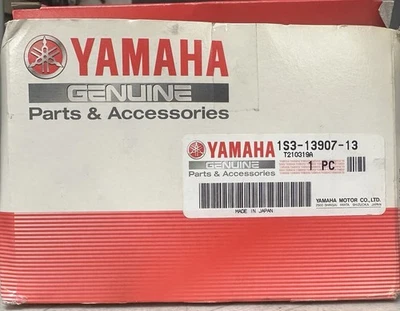 YAMAHA
GENUINE
Parts & Accessories
YAMAHA
GENUINE
Parts & Accessories
1S3-13907-13
T210319A
1 PC
YAMAHA MOTOR CO.,LTD.
MADE IN JAPAN